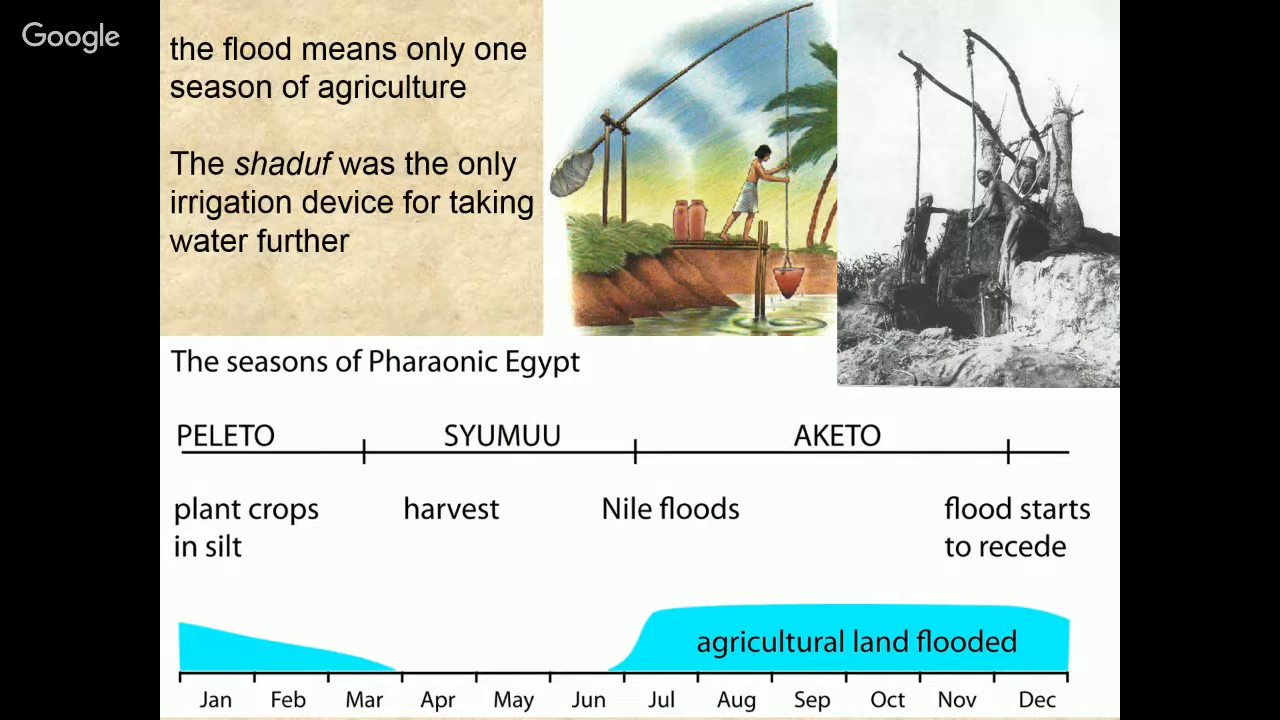 Google
the flood means only one
season of agriculture
The shaduf was the only
irrigation device for taking
water further
The seasons of Pharaonic Egypt
PELETO SYUMUU AKETO
plant crops harvest Nile floods flood starts
in silt to recede
agricultural land flooded
Jan Feb Mar Apr May Jun Jul Aug Sep Oct Nov Dec